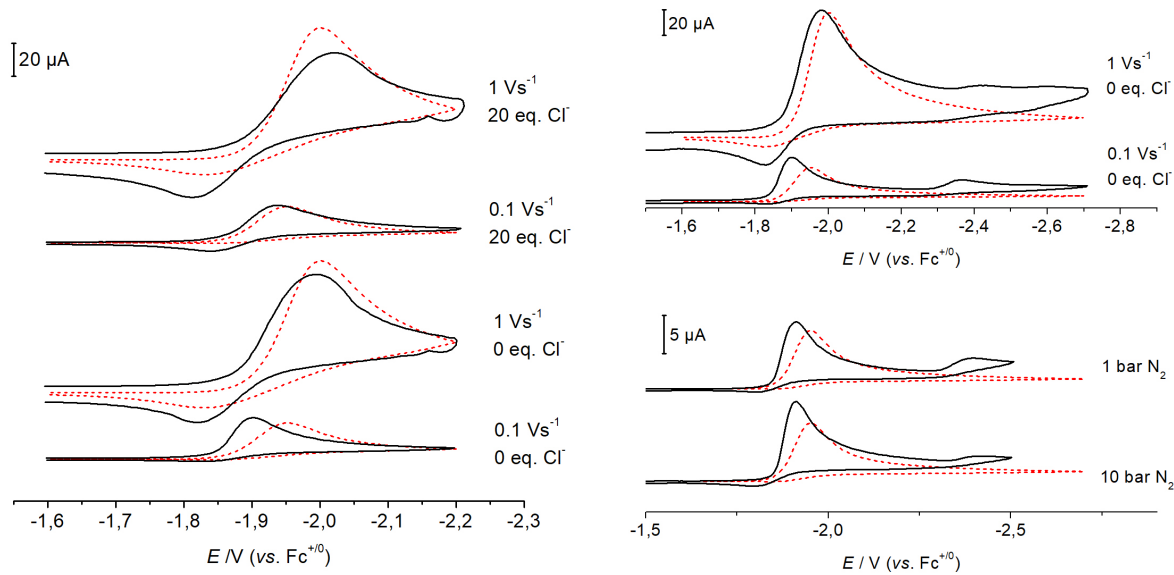 20 µA
1 Vs⁻¹
20 eq. Cl⁻
0.1 Vs⁻¹
20 eq. Cl⁻
1 Vs⁻¹
0 eq. Cl⁻
0.1 Vs⁻¹
0 eq. Cl⁻
-1,6 -1,7 -1,8 -1,9 -2,0 -2,1 -2,2 -2,3
E /V (vs. Fc⁺/⁰)
20 µA
1 Vs⁻¹
0 eq. Cl⁻
0.1 Vs⁻¹
0 eq. Cl⁻
-1,6 -1,8 -2,0 -2,2 -2,4 -2,6 -2,8
E / V (vs. Fc⁺/⁰)
5 µA
1 bar N₂
10 bar N₂
-1,5 -2,0 -2,5
E / V (vs. Fc⁺/⁰)